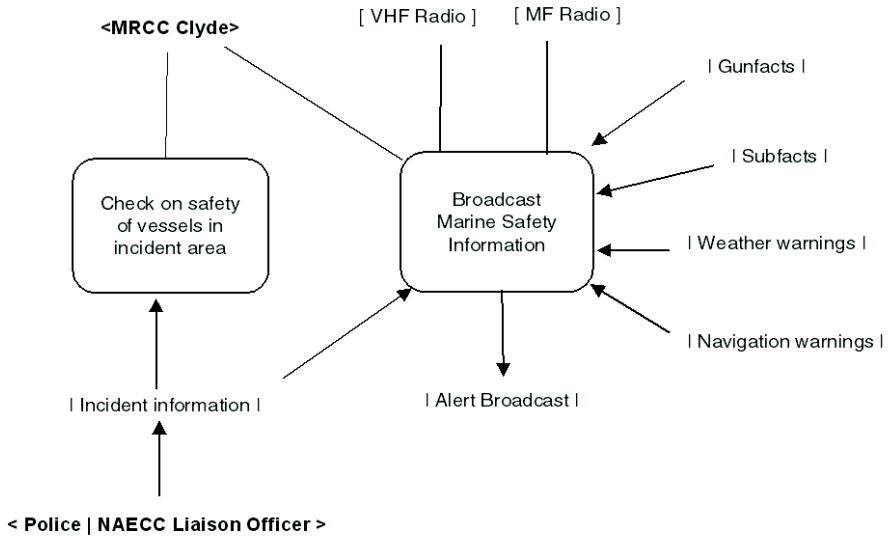 <MRCC Clyde>
[ VHF Radio ]
[ MF Radio ]
| Gunfacts |
| Subfacts |
| Weather warnings |
| Navigation warnings |
Check on safety
of vessels in
incident area
Broadcast
Marine Safety
Information
| Incident information |
| Alert Broadcast |
< Police | NAECC Liaison Officer >